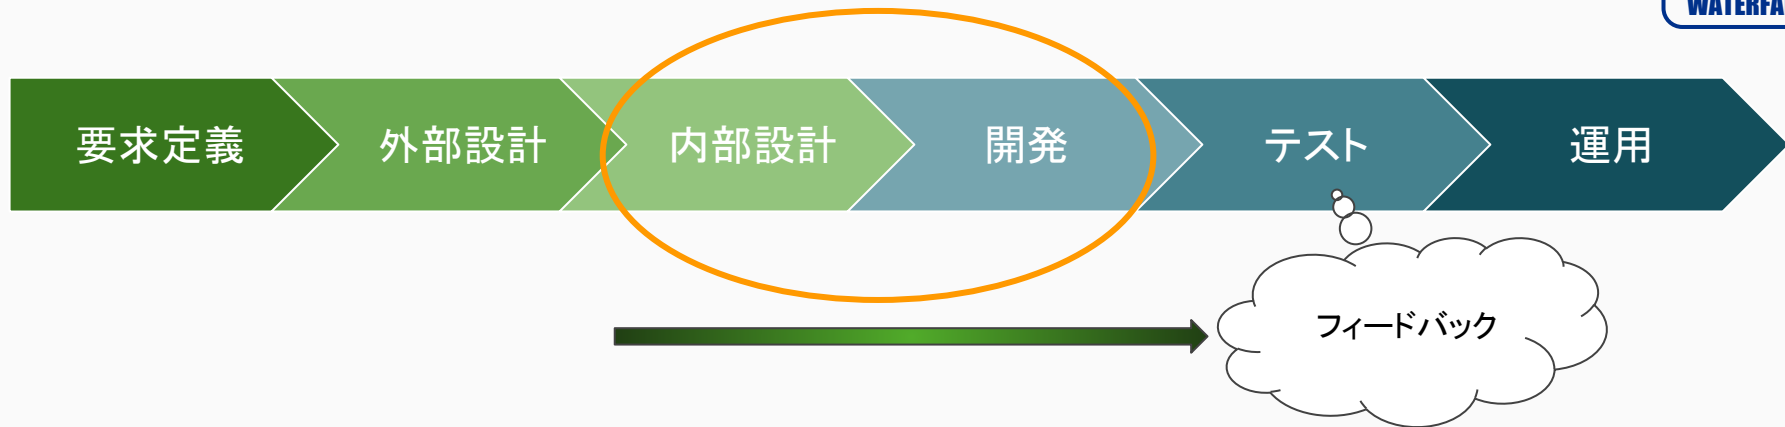 WATERFA
要求定義
外部設計
内部設計
開発
テスト
運用
フィードバック